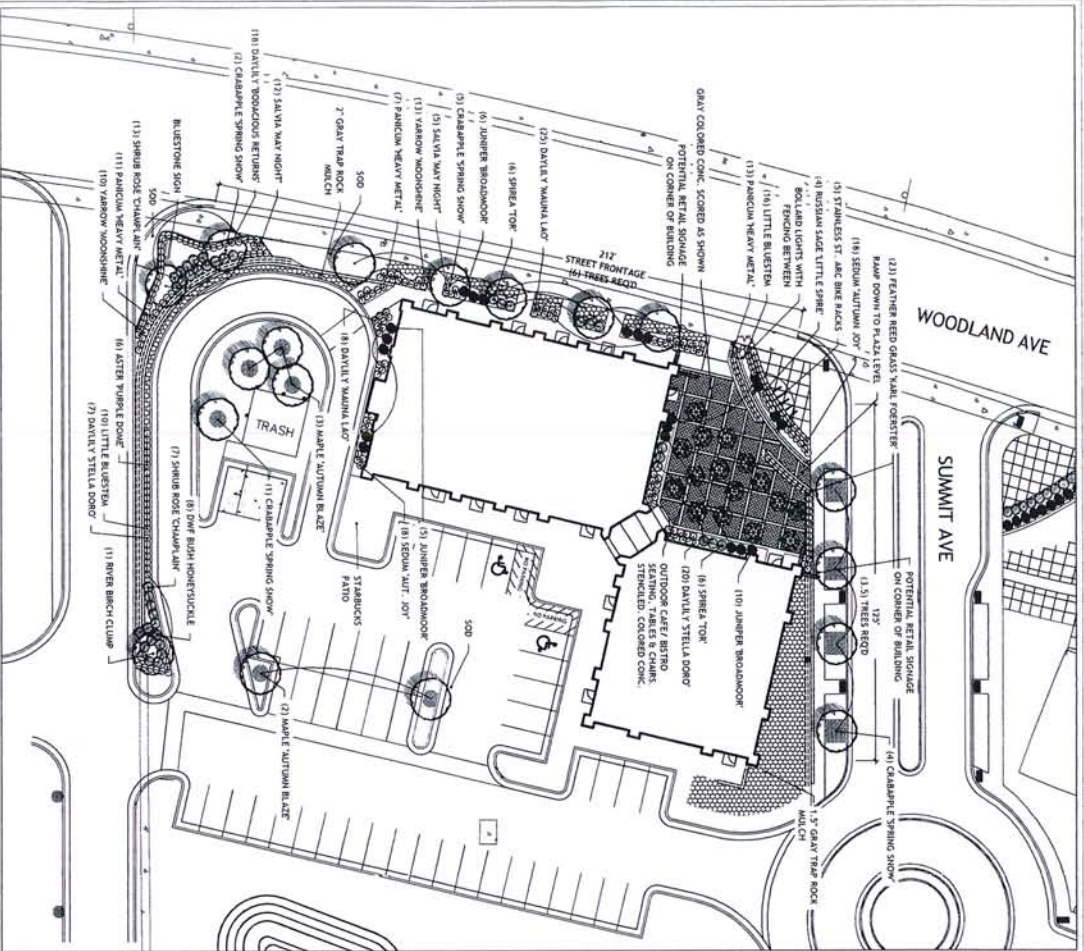 (18) DAYLILY 'BODACIOUS RETURNS'
(2) CRABAPPLE 'SPRING SNOW'
(12) SALVIA 'MAY NIGHT'
2" GRAY TRAP ROCK
MULCH
SOD
(7) PANICUM 'HEAVY METAL'
(13) YARROW 'MOONSHINE'
(5) SALVIA 'MAY NIGHT'
(5) CRABAPPLE 'SPRING SNOW'
(6) JUNIPER 'BROADMOOR'
(6) SPIREA 'TOR'
(25) DAYLILY 'MAUNA LAO'
GRAY COLORED CONC. SCORED AS SHOWN
POTENTIAL RETAIL SIGNAGE
ON CORNER OF BUILDING
(13) PANICUM 'HEAVY METAL'
(16) LITTLE BLUESTEM
BOLLARD LIGHTS WITH
FENCING BETWEEN
(4) RUSSIAN SAGE 'LITTLE SPIRE'
(5) STAINLESS ST. ARC BIKE RACKS
(18) SEDUM 'AUTUMN JOY'
RAMP DOWN TO PLAZA LEVEL
(23) FEATHER REED GRASS 'KARL FOERSTER'
WOODLAND AVE
212'
STREET FRONTAGE
(6) TREES REQ'D
SUMMIT AVE
BLUESTONE SIGN
SOD
(13) SHRUB ROSE 'CHAMPLAIN'
(11) PANICUM 'HEAVY METAL'
(10) YARROW 'MOONSHINE'
(6) ASTER 'PURPLE DOME'
(10) LITTLE BLUESTEM
(7) DAYLILY 'STELLA DORO'
(1) RIVER BIRCH CLUMP
(7) SHRUB ROSE 'CHAMPLAIN'
(8) DWF BUSH HONEYSUCKLE
TRASH
(8) DAYLILY 'MAUNA LAO'
(3) MAPLE 'AUTUMN BLAZE'
(1) CRABAPPLE 'SPRING SNOW'
STARBUCKS
PATIO
(5) JUNIPER 'BROADMOOR'
(8) SEDUM 'AUT. JOY'
NO PARKING
NO PARKING
SOD
(2) MAPLE 'AUTUMN BLAZE'
(10) JUNIPER 'BROADMOOR'
(6) SPIREA 'TOR'
(20) DAYLILY 'STELLA DORO'
OUTDOOR CAFE/ BISTRO
SEATING, TABLES & CHAIRS.
STENCILED, COLORED CONC.
125'
(3.5) TREES REQ'D
POTENTIAL RETAIL SIGNAGE
ON CORNER OF BUILDING
(4) CRABAPPLE 'SPRING SNOW'
1.5" GRAY TRAP ROCK
MULCH